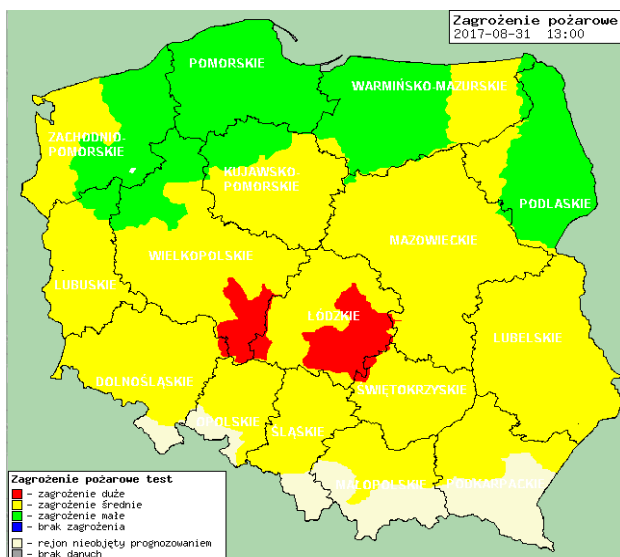 Zagrożenie pożarowe
2017-08-31 13:00
POMORSKIE
WARMIŃSKO-MAZURSKIE
ZACHODNIO-
POMORSKIE
KUJAWSKO-
POMORSKIE
PODLASKIE
MAZOWIECKIE
WIELKOPOLSKIE
LUBUSKIE
ŁÓDZKIE
LUBELSKIE
DOLNOŚLĄSKIE
ŚWIĘTOKRZYSKIE
OPOLSKIE
ŚLĄSKIE
MAŁOPOLSKIE
PODKARPACKIE
Zagrożenie pożarowe test
- zagrożenie duże
- zagrożenie średnie
- zagrożenie małe
- brak zagrożenia
- rejon nieobjęty prognozowaniem
- brak danych